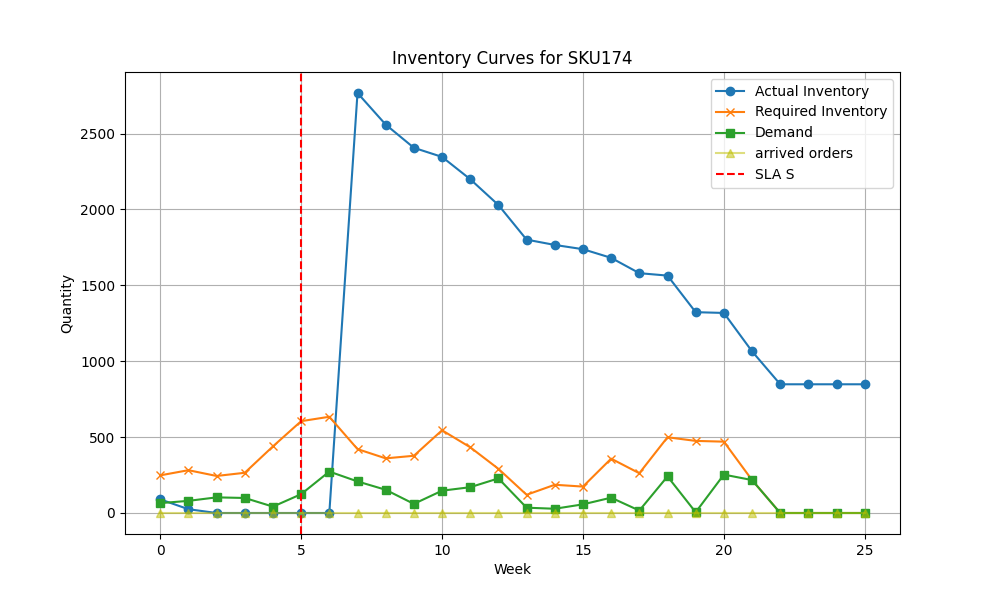 Inventory Curves for SKU174
Actual Inventory
Required Inventory
Demand
arrived orders
SLA S
Quantity
2500
2000
1500
1000
500
0
0 5 10 15 20 25
Week